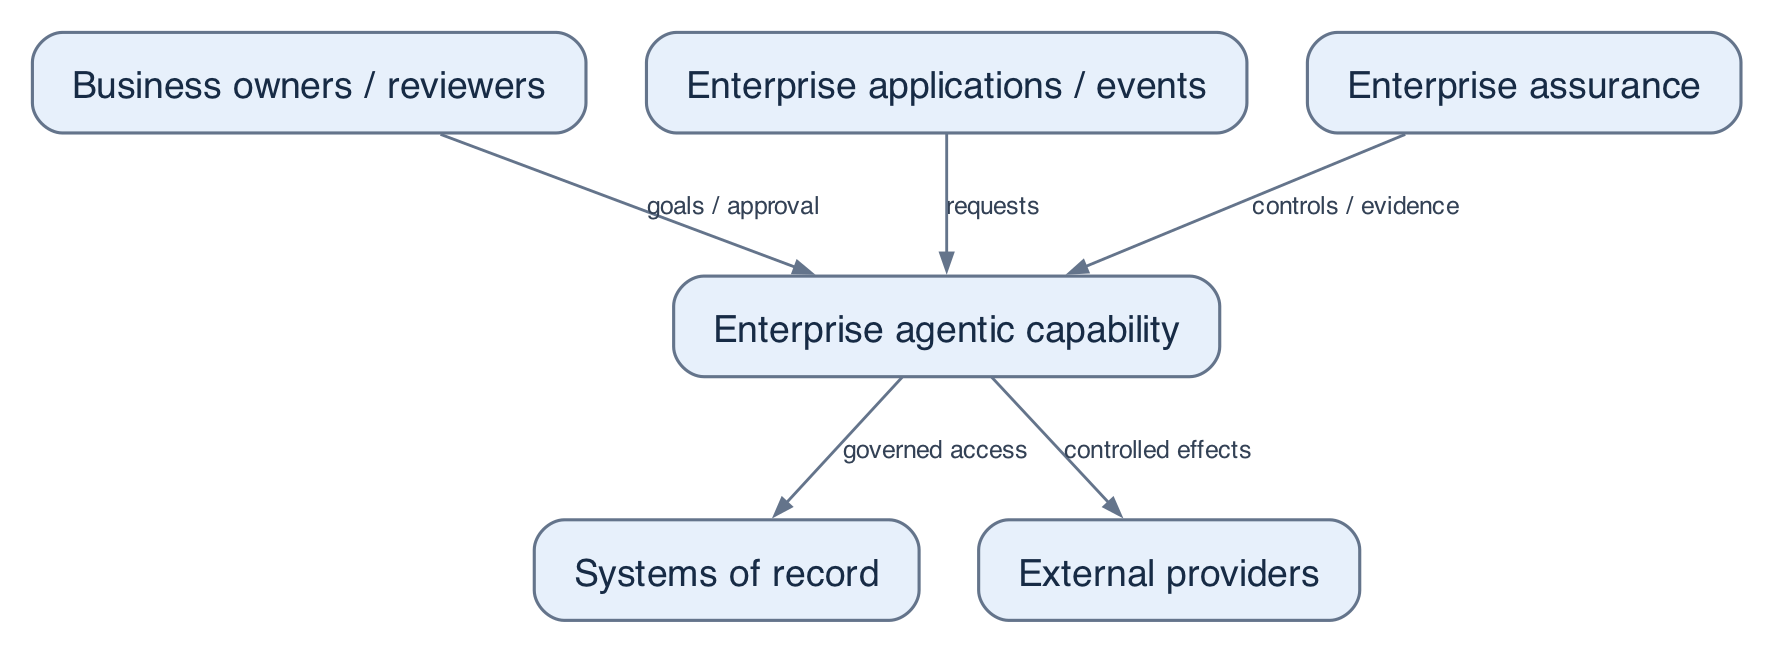 Business owners / reviewers
Enterprise applications / events
Enterprise assurance
goals / approval
requests
controls / evidence
Enterprise agentic capability
governed access
controlled effects
Systems of record
External providers